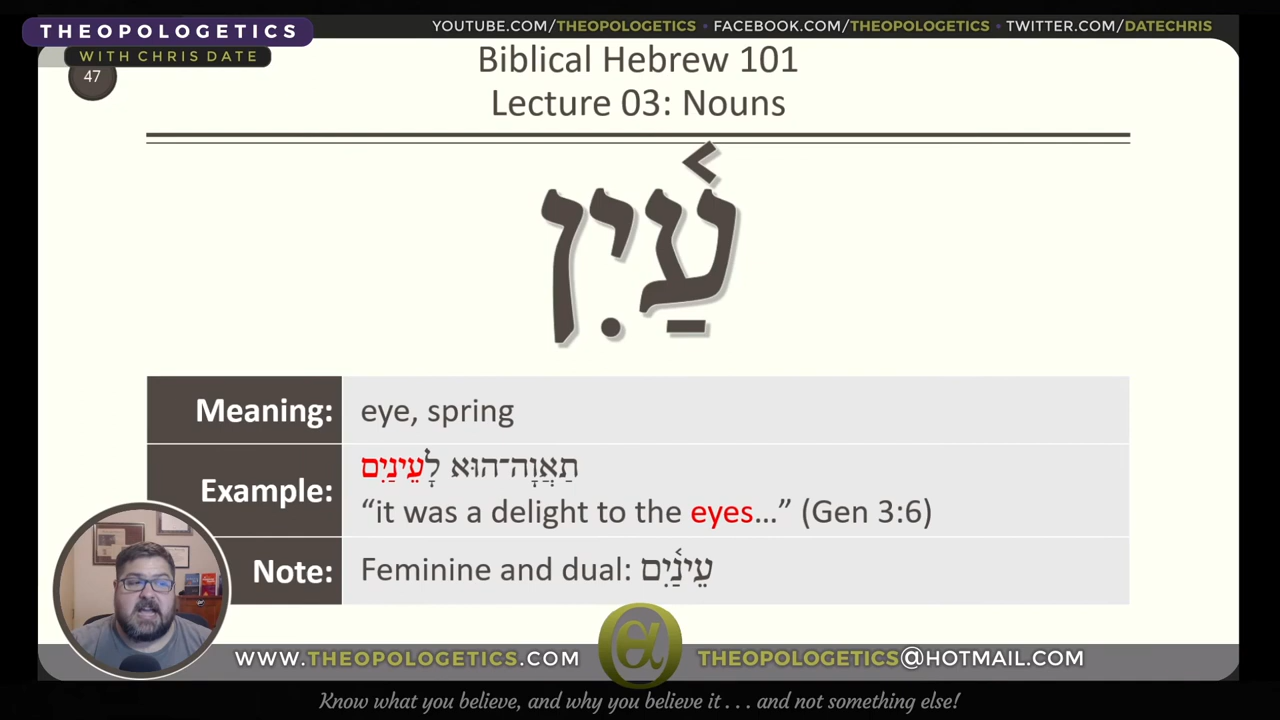 THEOPOLOGETICS
WITH CHRIS DATE
YOUTUBE.COM/THEOPOLOGETICS • FACEBOOK.COM/THEOPOLOGETICS • TWITTER.COM/DATECHRIS
47
Biblical Hebrew 101
Lecture 03: Nouns
עַ֫יִן
Meaning: eye, spring
Example: תַאֲוָה־הוּא לָעֵינַיִם
“it was a delight to the eyes…” (Gen 3:6)
Note: Feminine and dual: עֵינַ֫יִם
WWW.THEOPOLOGETICS.COM
THEOPOLOGETICS@HOTMAIL.COM
Know what you believe, and why you believe it . . . and not something else!